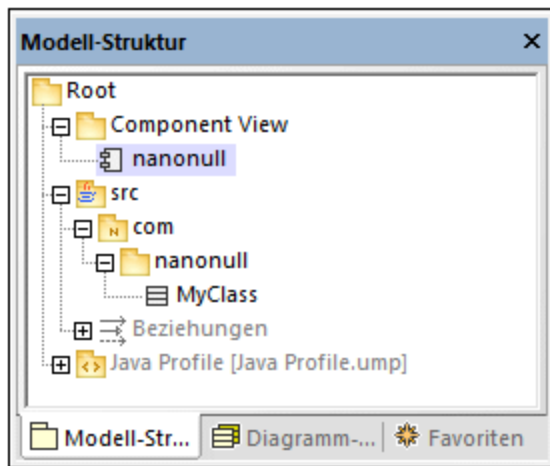 Modell-Struktur
Root
Component View
nanonull
src
com
nanonull
MyClass
Beziehungen
Java Profile [Java Profile.ump]
Modell-Str... Diagramm-... Favoriten